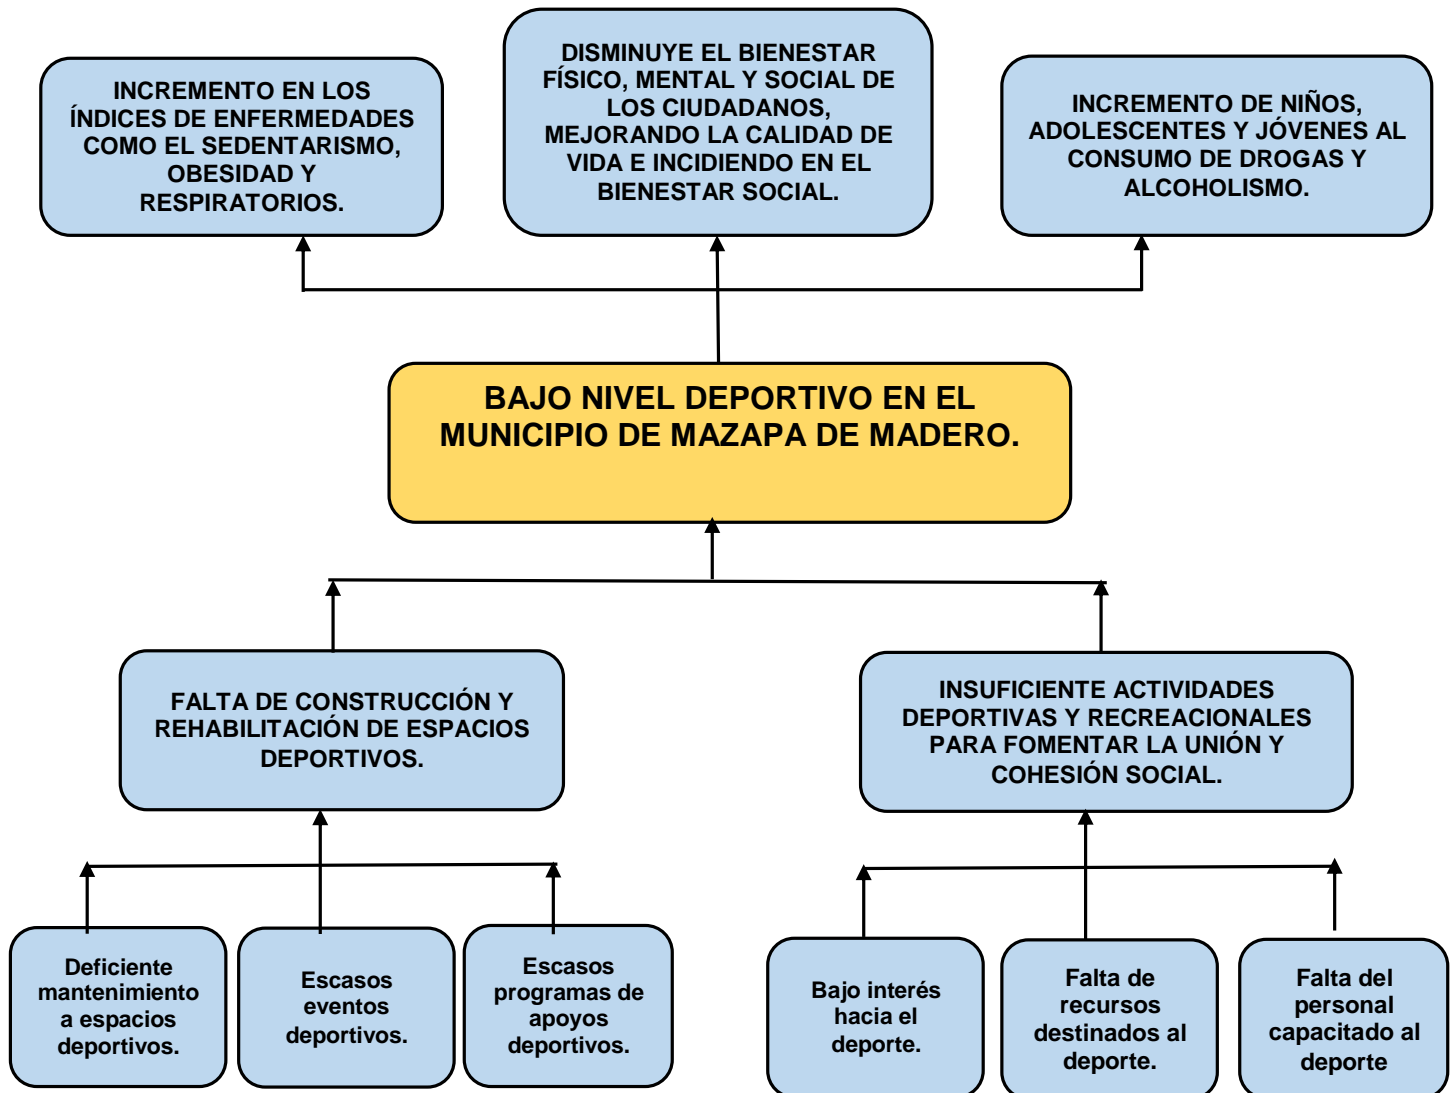 INCREMENTO EN LOS
ÍNDICES DE ENFERMEDADES
COMO EL SEDENTARISMO,
OBESIDAD Y
RESPIRATORIOS.
DISMINUYE EL BIENESTAR
FÍSICO, MENTAL Y SOCIAL DE
LOS CIUDADANOS,
MEJORANDO LA CALIDAD DE
VIDA E INCIDIENDO EN EL
BIENESTAR SOCIAL.
INCREMENTO DE NIÑOS,
ADOLESCENTES Y JÓVENES AL
CONSUMO DE DROGAS Y
ALCOHOLISMO.
BAJO NIVEL DEPORTIVO EN EL
MUNICIPIO DE MAZAPA DE MADERO.
FALTA DE CONSTRUCCIÓN Y
REHABILITACIÓN DE ESPACIOS
DEPORTIVOS.
INSUFICIENTE ACTIVIDADES
DEPORTIVAS Y RECREACIONALES
PARA FOMENTAR LA UNIÓN Y
COHESIÓN SOCIAL.
Deficiente
mantenimiento
a espacios
deportivos.
Escasos
eventos
deportivos.
Escasos
programas de
apoyos
deportivos.
Bajo interés
hacia el
deporte.
Falta de
recursos
destinados al
deporte.
Falta del
personal
capacitado al
deporte